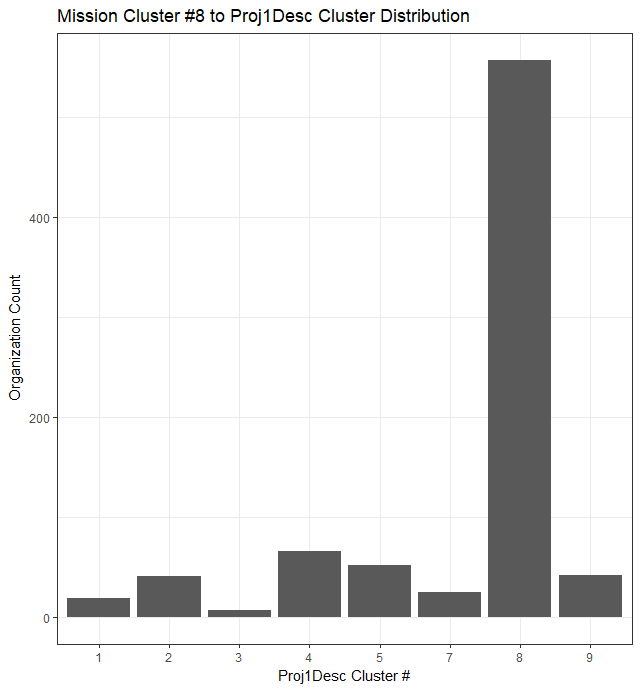 Mission Cluster #8 to Proj1Desc Cluster Distribution
Organization Count
400
200
0
1 2 3 4 5 7 8 9
Proj1Desc Cluster #